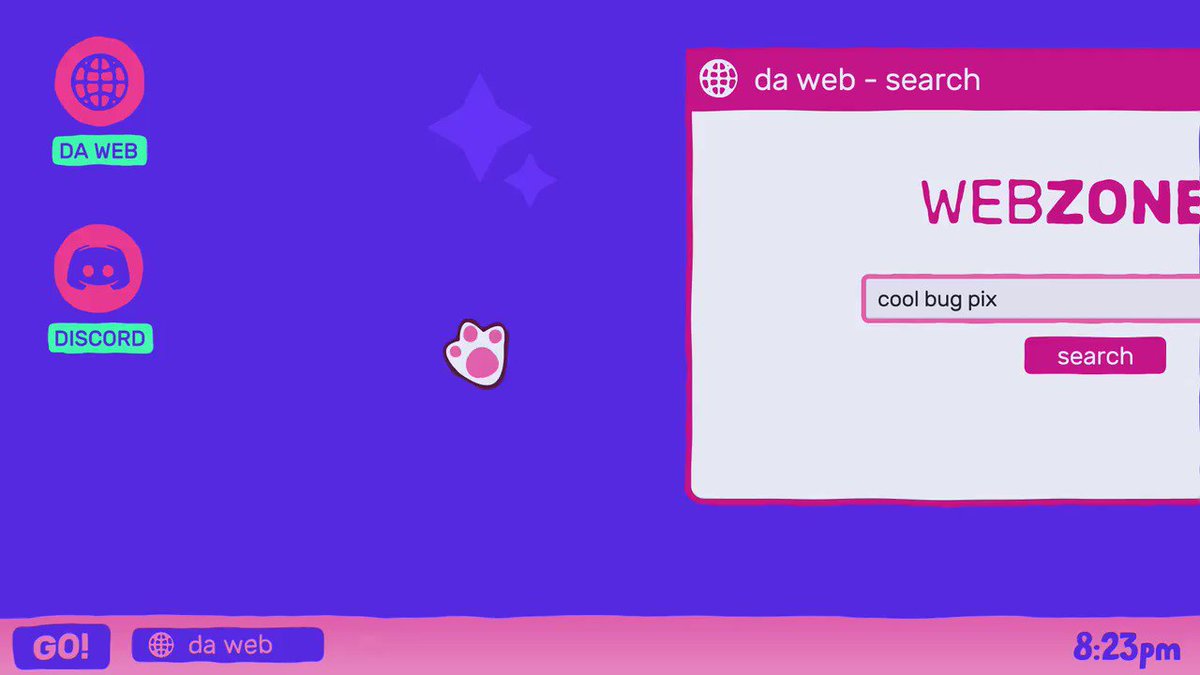 DA WEB
DISCORD
da web - search
WEBZONE
cool bug pix
search
GO!
da web
8:23pm